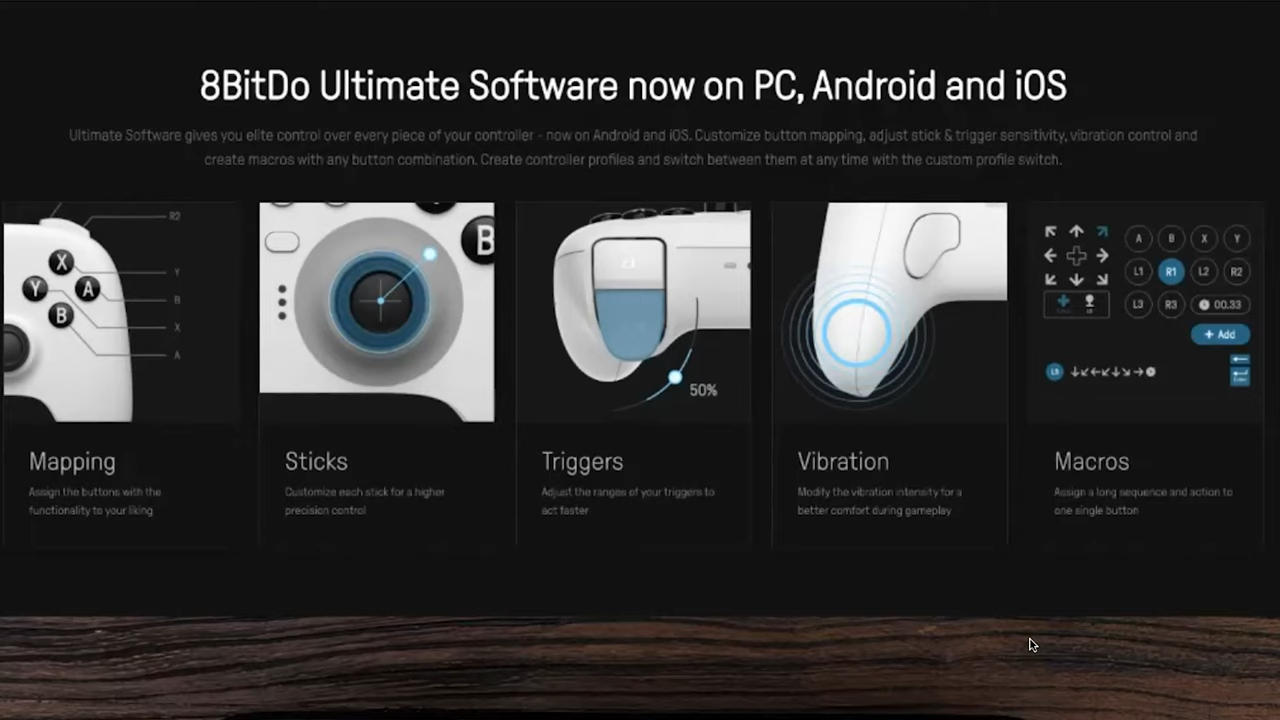 8BitDo Ultimate Software now on PC, Android and iOS
Ultimate Software gives you elite control over every piece of your controller - now on Android and iOS. Customize button mapping, adjust stick & trigger sensitivity, vibration control and
create macros with any button combination. Create controller profiles and switch between them at any time with the custom profile switch.
R2
X
Y
A
B
Y
B
X
A
Mapping
Assign the buttons with the
functionality to your liking
B
Sticks
Customize each stick for a higher
precision control
50%
Triggers
Adjust the ranges of your triggers to
act faster
Vibration
Modify the vibration intensity for a
better comfort during gameplay
A B X Y
L1 R1 L2 R2
L3 R3 00.33
+ Add
Macros
Assign a long sequence and action to
one single button